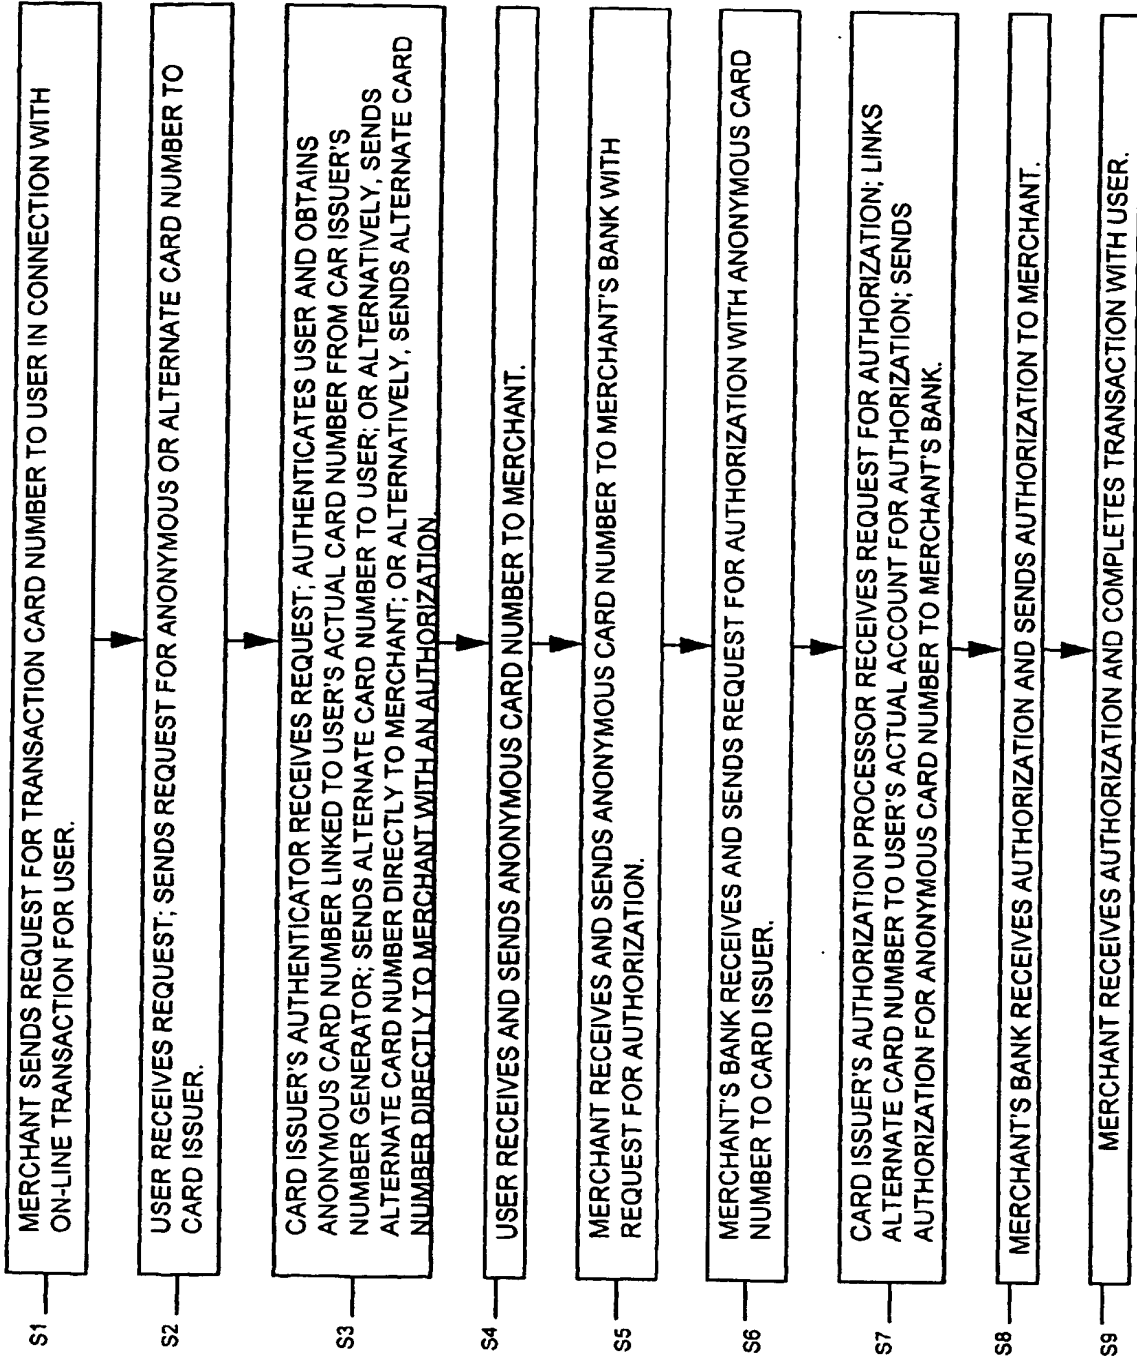 S1
MERCHANT SENDS REQUEST FOR TRANSACTION CARD NUMBER TO USER IN CONNECTION WITH
ON-LINE TRANSACTION FOR USER.
S2
USER RECEIVES REQUEST; SENDS REQUEST FOR ANONYMOUS OR ALTERNATE CARD NUMBER TO
CARD ISSUER.
S3
CARD ISSUER'S AUTHENTICATOR RECEIVES REQUEST; AUTHENTICATES USER AND OBTAINS
ANONYMOUS CARD NUMBER LINKED TO USER'S ACTUAL CARD NUMBER FROM CAR ISSUER'S
NUMBER GENERATOR; SENDS ALTERNATE CARD NUMBER TO USER; OR ALTERNATIVELY, SENDS
ALTERNATE CARD NUMBER DIRECTLY TO MERCHANT; OR ALTERNATIVELY, SENDS ALTERNATE CARD
NUMBER DIRECTLY TO MERCHANT WITH AN AUTHORIZATION.
S4
USER RECEIVES AND SENDS ANONYMOUS CARD NUMBER TO MERCHANT.
S5
MERCHANT RECEIVES AND SENDS ANONYMOUS CARD NUMBER TO MERCHANT'S BANK WITH
REQUEST FOR AUTHORIZATION.
S6
MERCHANT'S BANK RECEIVES AND SENDS REQUEST FOR AUTHORIZATION WITH ANONYMOUS CARD
NUMBER TO CARD ISSUER.
S7
CARD ISSUER'S AUTHORIZATION PROCESSOR RECEIVES REQUEST FOR AUTHORIZATION; LINKS
ALTERNATE CARD NUMBER TO USER'S ACTUAL ACCOUNT FOR AUTHORIZATION; SENDS
AUTHORIZATION FOR ANONYMOUS CARD NUMBER TO MERCHANT'S BANK.
S8
MERCHANT'S BANK RECEIVES AUTHORIZATION AND SENDS AUTHORIZATION TO MERCHANT.
S9
MERCHANT RECEIVES AUTHORIZATION AND COMPLETES TRANSACTION WITH USER.